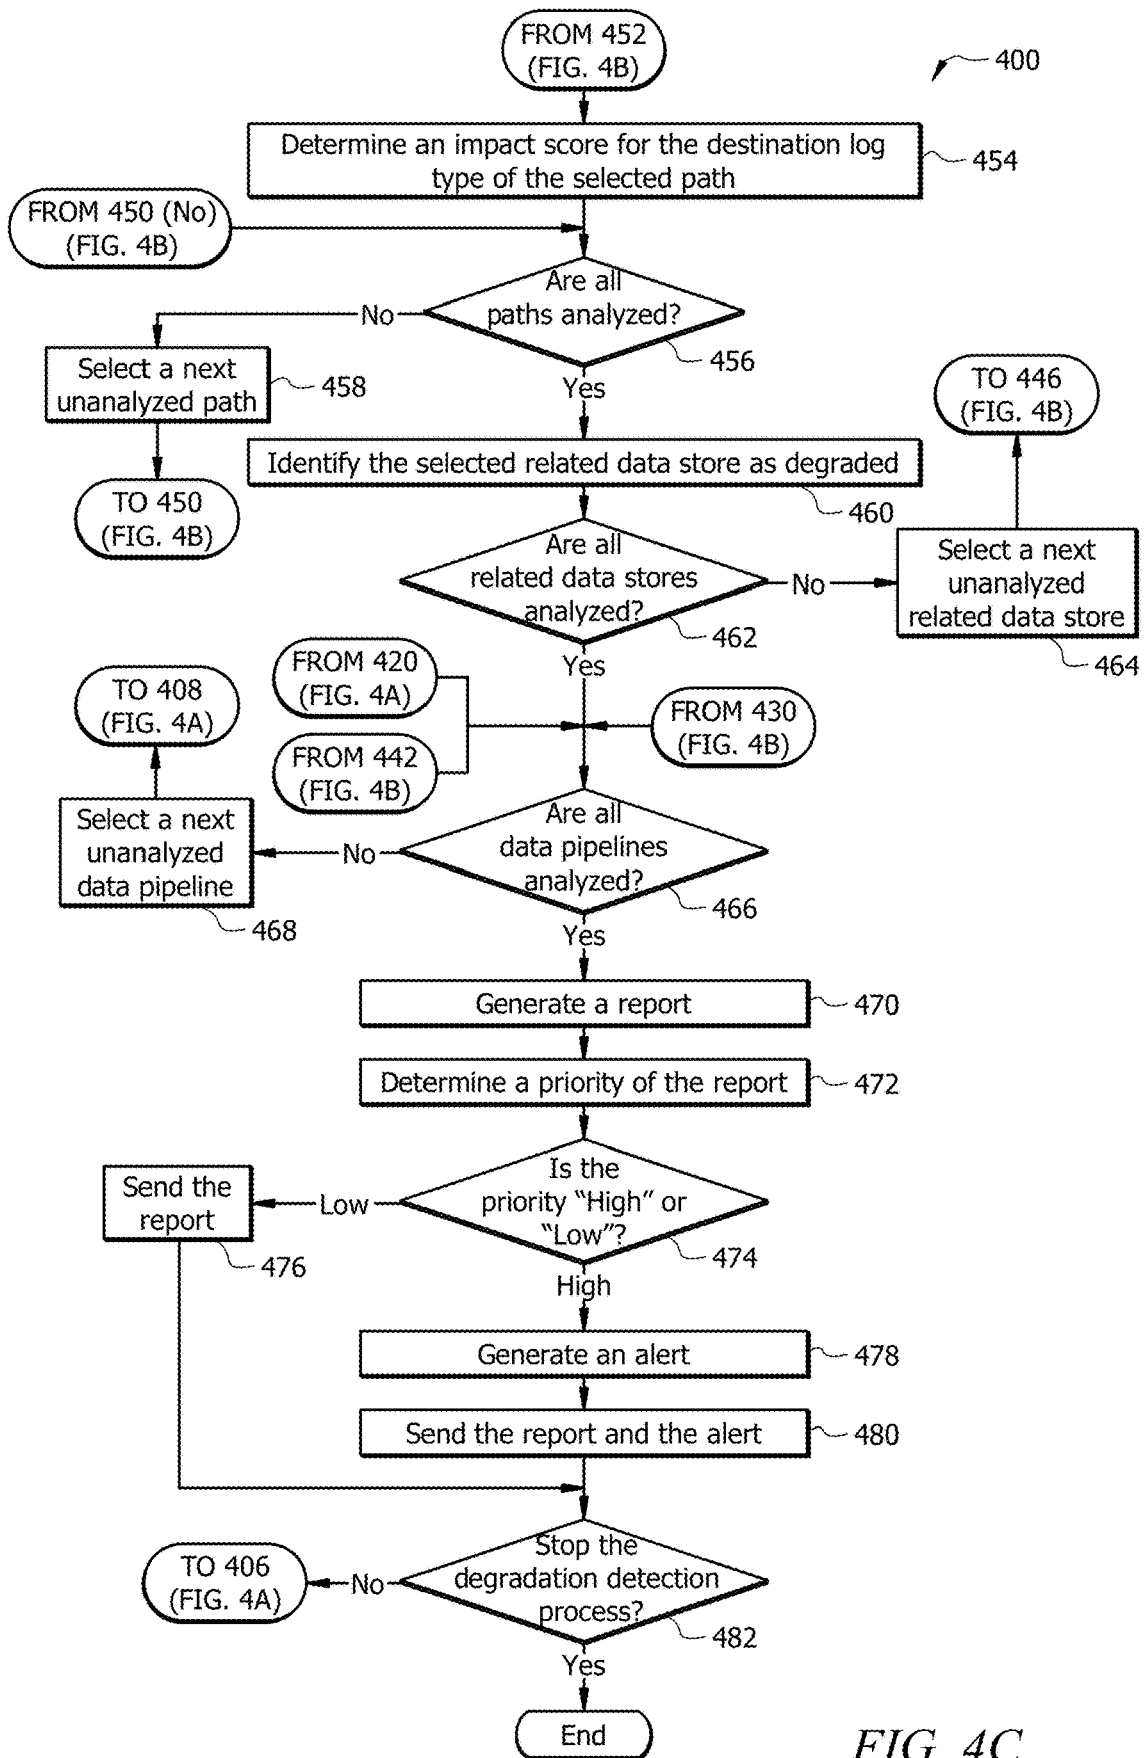 FROM 452
(FIG. 4B)
400
Determine an impact score for the destination log
type of the selected path
454
FROM 450 (No)
(FIG. 4B)
Are all
paths analyzed?
No
456
Select a next
unanalyzed path
458
Yes
TO 446
(FIG. 4B)
Identify the selected related data store as degraded
460
TO 450
(FIG. 4B)
Are all
related data stores
analyzed?
No
462
Select a next
unanalyzed
related data store
464
Yes
FROM 420
(FIG. 4A)
TO 408
(FIG. 4A)
FROM 430
(FIG. 4B)
FROM 442
(FIG. 4B)
Are all
data pipelines
analyzed?
No
466
Select a next
unanalyzed
data pipeline
468
Yes
Generate a report
470
Determine a priority of the report
472
Is the
priority “High” or
“Low”?
Low
474
Send the
report
476
High
Generate an alert
478
Send the report and the alert
480
Stop the
degradation detection
process?
No
482
TO 406
(FIG. 4A)
Yes
End
FIG. 4C